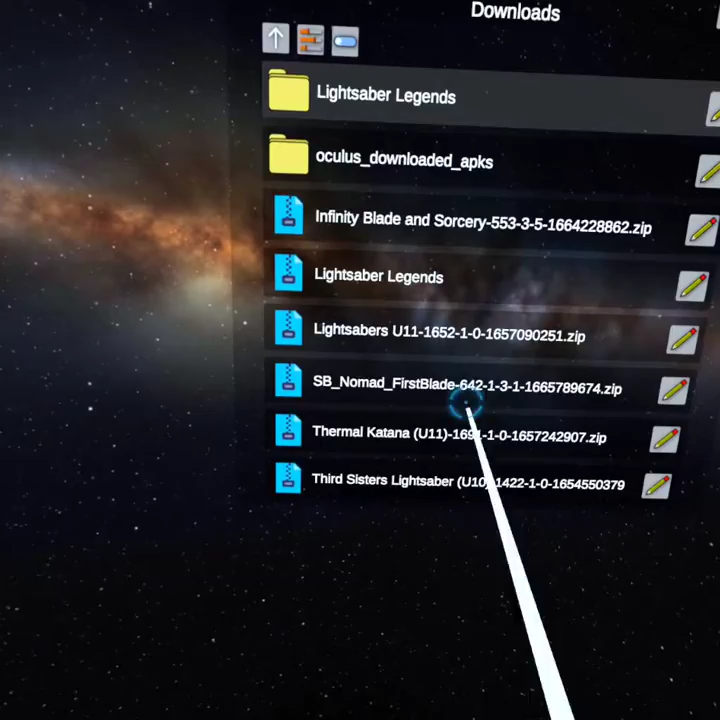 Downloads
Lightsaber Legends
oculus_downloaded_apks
Infinity Blade and Sorcery-553-3-5-1664228862.zip
Lightsaber Legends
Lightsabers U11-1652-1-0-1657090251.zip
SB_Nomad_FirstBlade-642-1-3-1-1665789674.zip
Thermal Katana (U11)-1691-1-0-1657242907.zip
Third Sisters Lightsaber (U10)-1422-1-0-1654550379